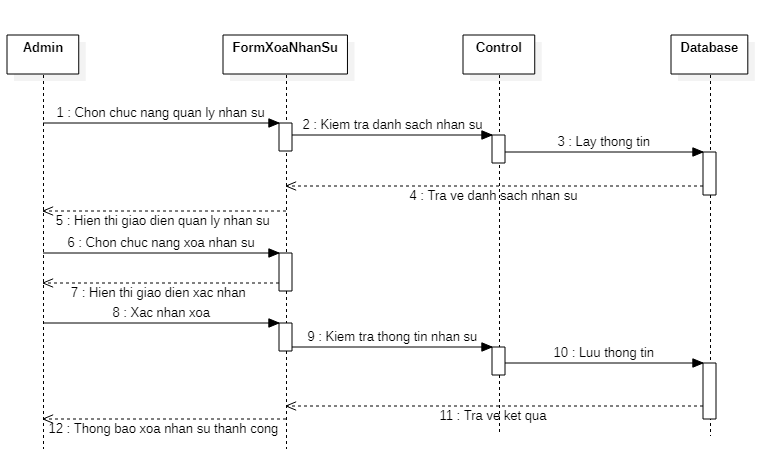 Admin
FormXoaNhanSu
Control
Database
1 : Chon chuc nang quan ly nhan su
2 : Kiem tra danh sach nhan su
3 : Lay thong tin
4 : Tra ve danh sach nhan su
5 : Hien thi giao dien quan ly nhan su
6 : Chon chuc nang xoa nhan su
7 : Hien thi giao dien xac nhan
8 : Xac nhan xoa
9 : Kiem tra thong tin nhan su
10 : Luu thong tin
11 : Tra ve ket qua
12 : Thong bao xoa nhan su thanh cong